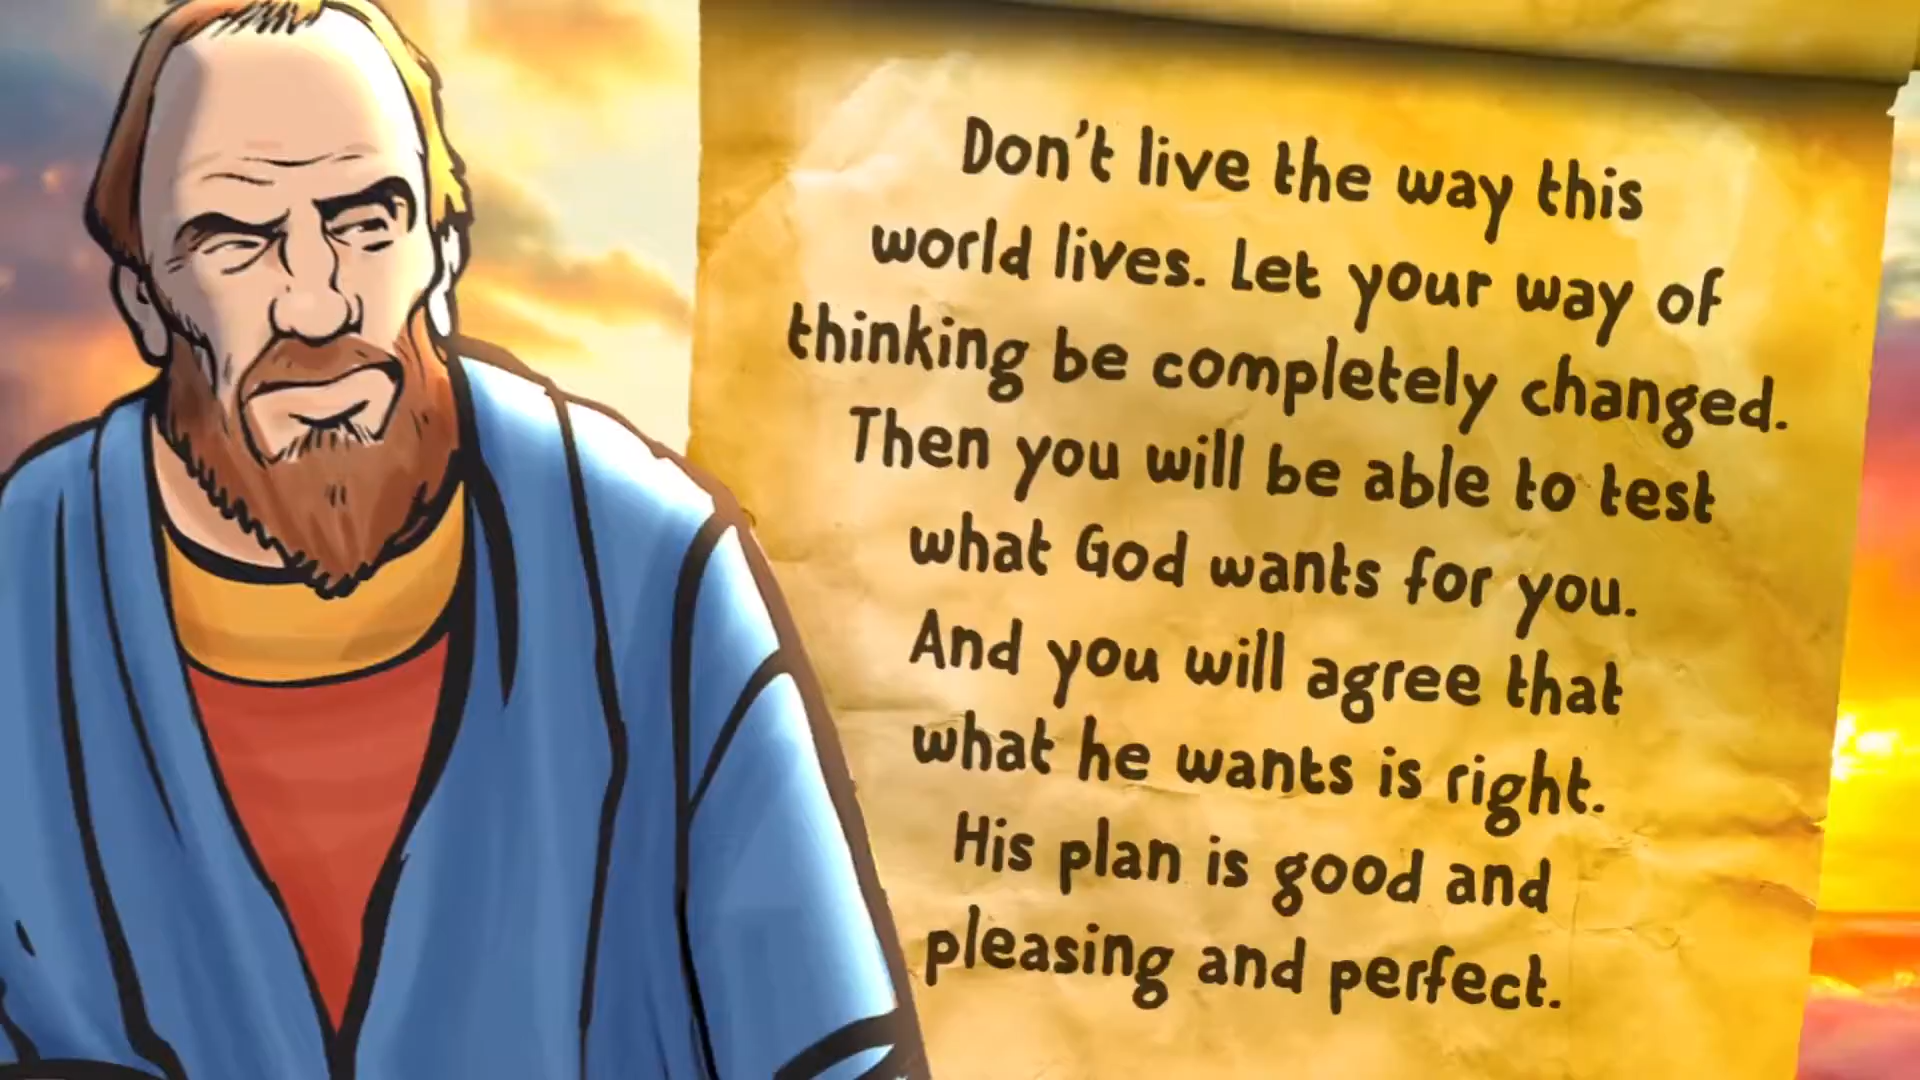 Don't live the way this
world lives. Let your way of
thinking be completely changed.
Then you will be able to test
what God wants for you.
And you will agree that
what he wants is right.
His plan is good and
pleasing and perfect.